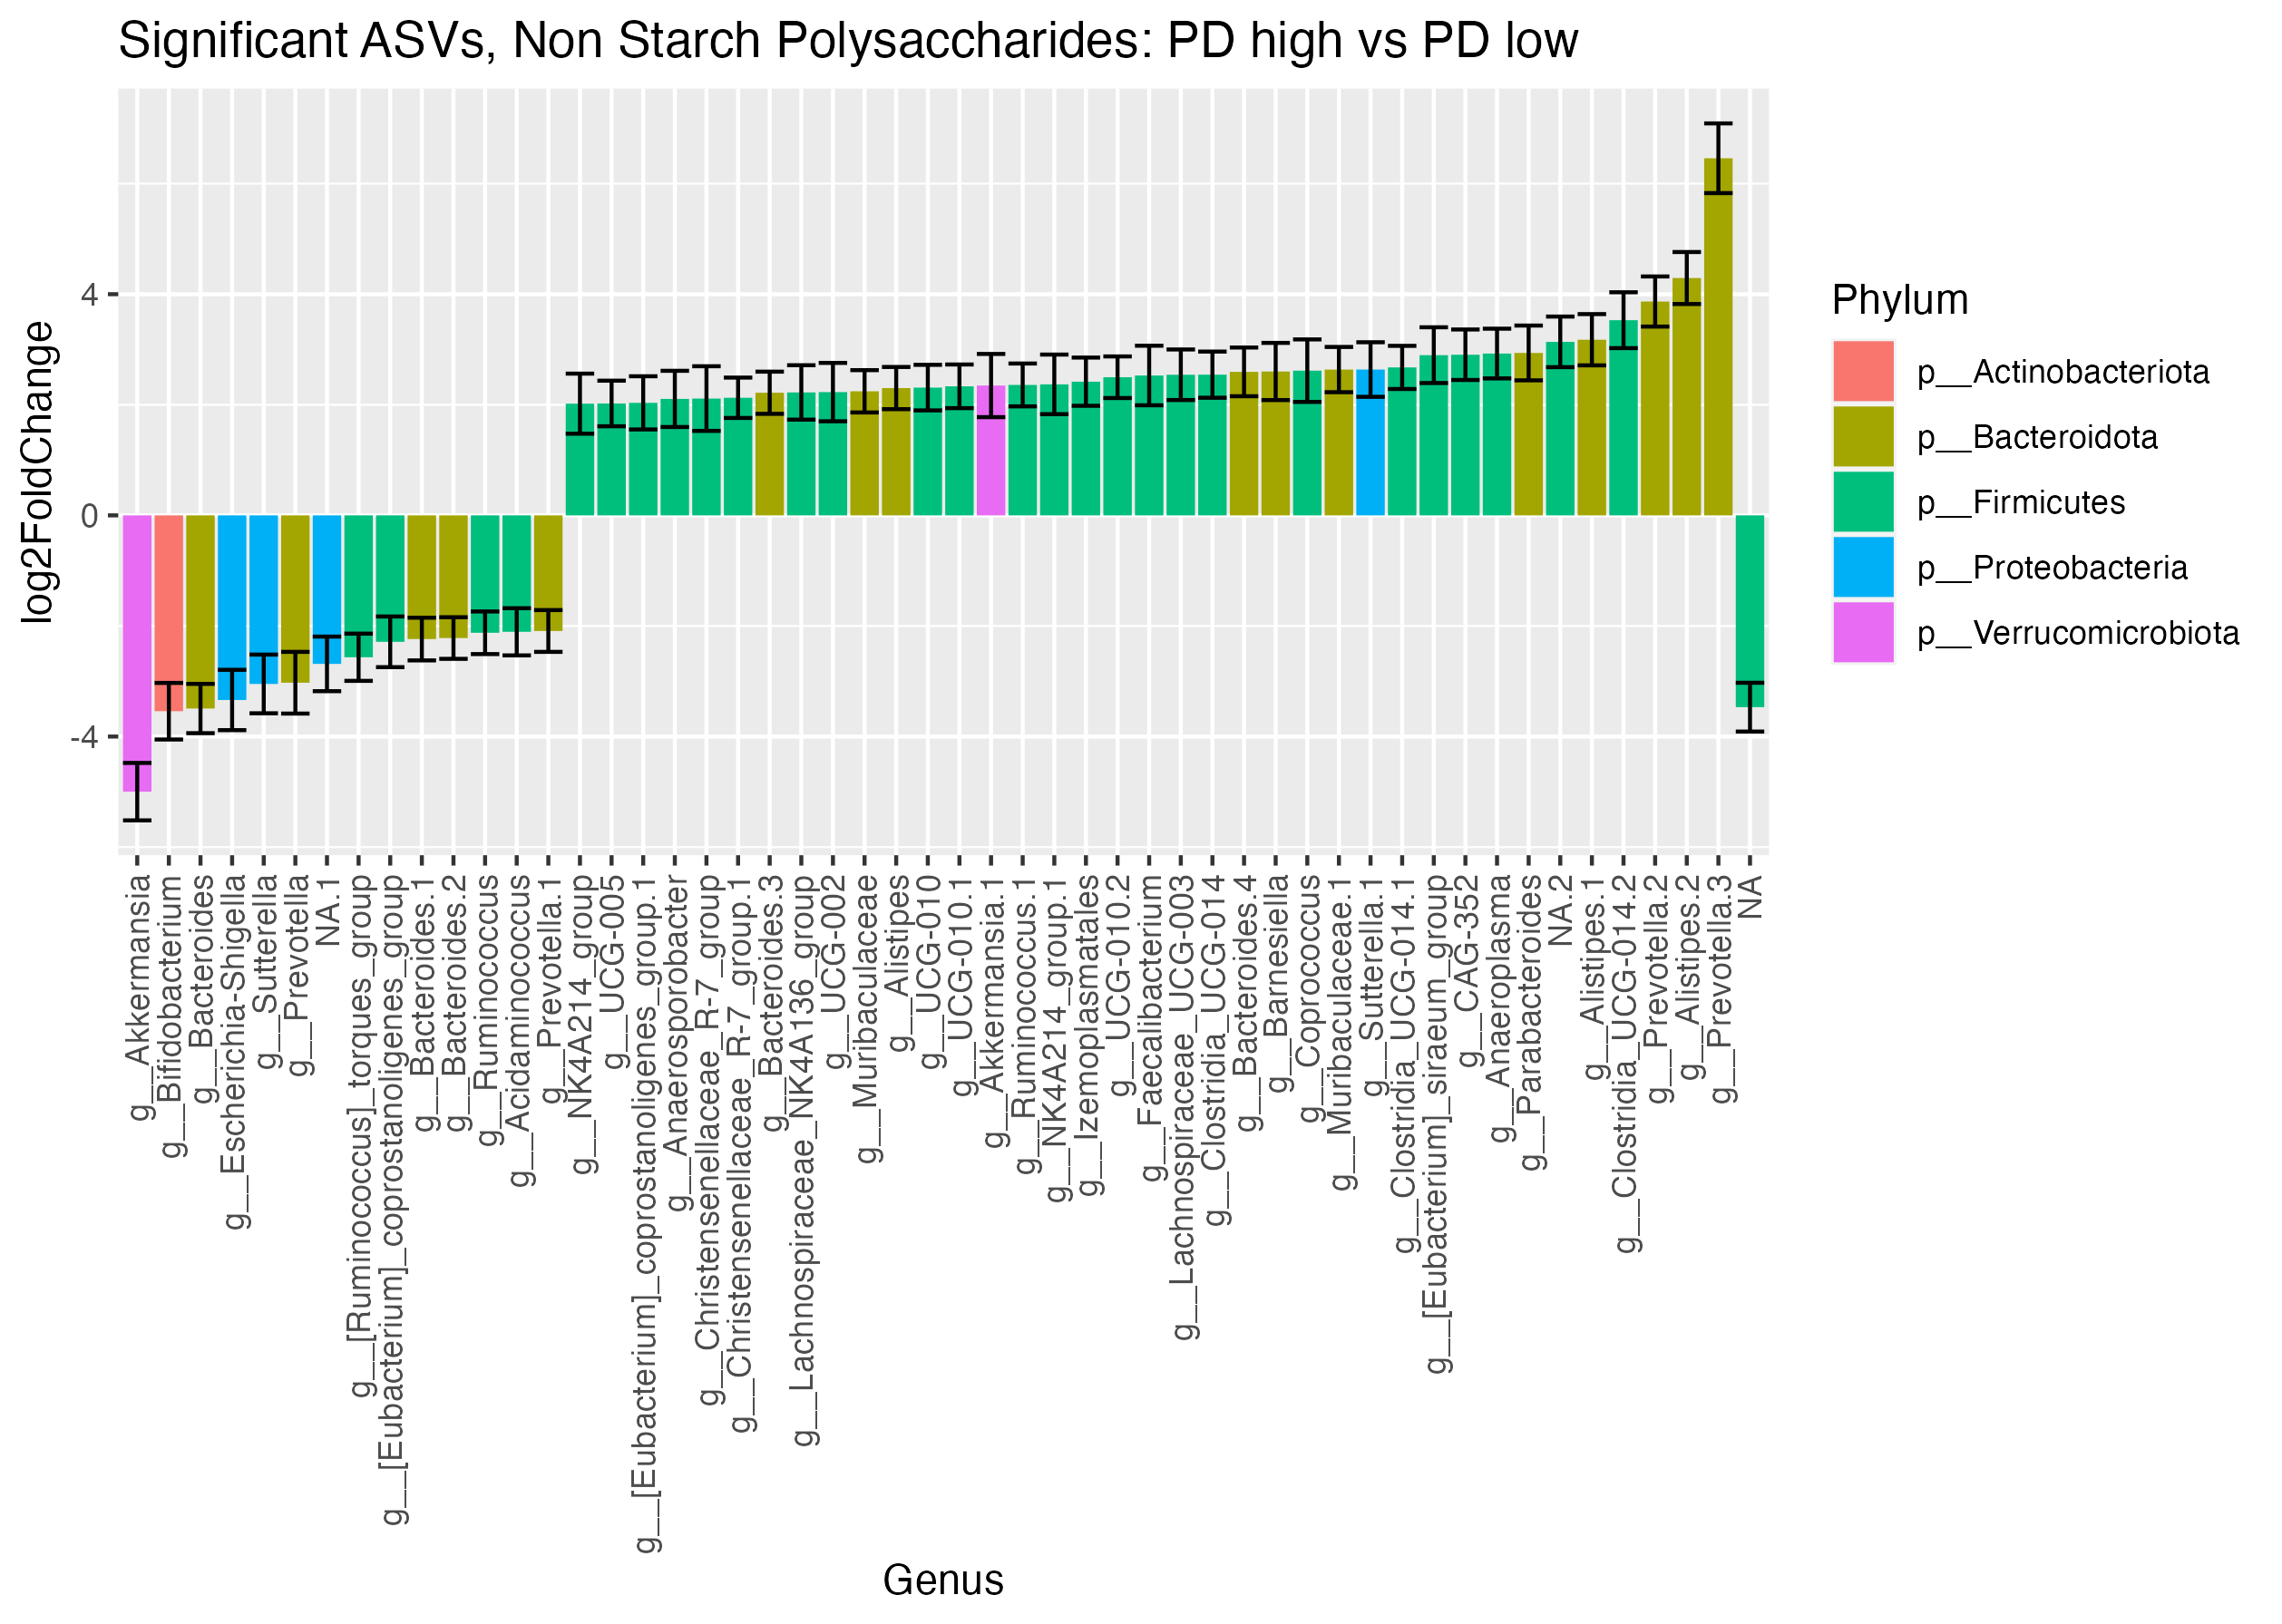 Significant ASVs, Non Starch Polysaccharides: PD high vs PD low
log2FoldChange
4
0
-4
g__Akkermansia
g__Bifidobacterium
g__Bacteroides
g__Escherichia-Shigella
g__Sutterella
g__Prevotella
NA.1
g__[Ruminococcus]_torques_group
g__[Eubacterium]_coprostanoligenes_group
g__Bacteroides.1
g__Bacteroides.2
g__Ruminococcus
g__Acidaminococcus
g__Prevotella.1
g__NK4A214_group
g__UCG-005
g__[Eubacterium]_coprostanoligenes_group.1
g__Anaerosporobacter
g__Christensenellaceae_R-7_group
g__Christensenellaceae_R-7_group.1
g__Bacteroides.3
g__Lachnospiraceae_NK4A136_group
g__UCG-002
g__Muribaculaceae
g__Alistipes
g__UCG-010
g__UCG-010.1
g__Akkermansia.1
g__Ruminococcus.1
g__NK4A214_group.1
g__Izemoplasmatales
g__UCG-010.2
g__Faecalibacterium
g__Lachnospiraceae_UCG-003
g__Clostridia_UCG-014
g__Bacteroides.4
g__Barnesiella
g__Coprococcus
g__Muribaculaceae.1
g__Sutterella.1
g__Clostridia_UCG-014.1
g__[Eubacterium]_siraeum_group
g__CAG-352
g__Anaeroplasma
g__Parabacteroides
NA.2
g__Alistipes.1
g__Clostridia_UCG-014.2
g__Prevotella.2
g__Alistipes.2
g__Prevotella.3
NA
Genus
Phylum
p__Actinobacteriota
p__Bacteroidota
p__Firmicutes
p__Proteobacteria
p__Verrucomicrobiota